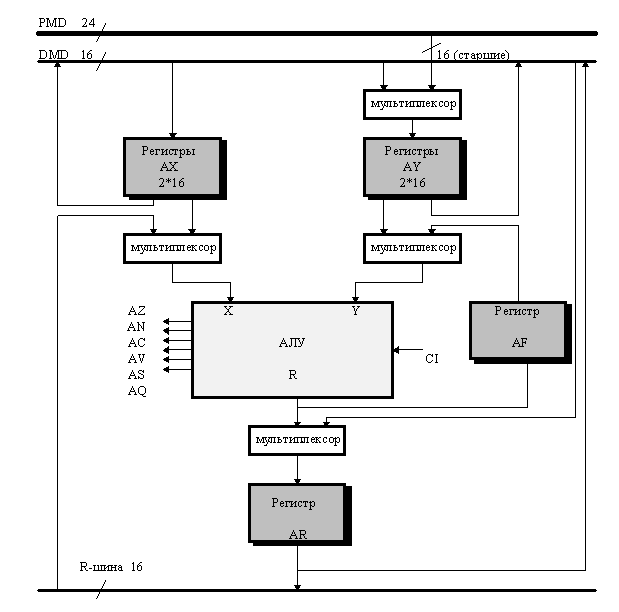 PMD 24
DMD 16
16 (старшие)
мультиплексор
Регистры
AX
2*16
Регистры
AY
2*16
мультиплексор
мультиплексор
AZ
AN
AC
AV
AS
AQ
X
Y
АЛУ
R
CI
Регистр
AF
мультиплексор
Регистр
AR
R-шина 16